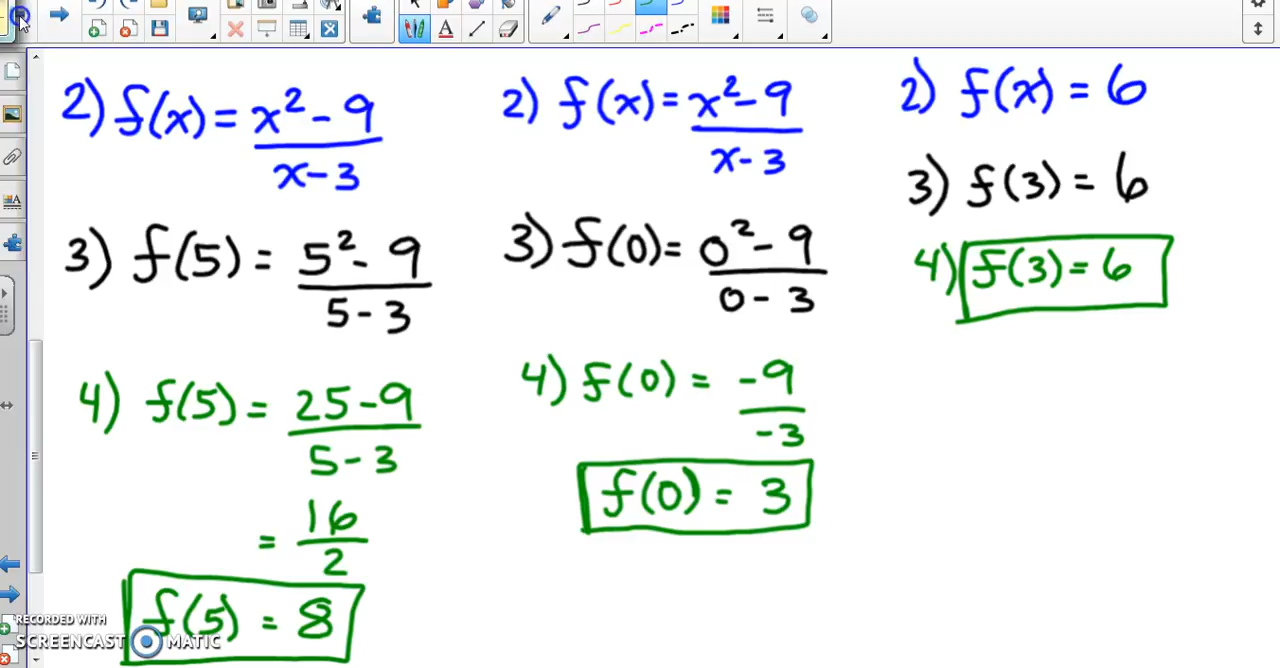 2) f(x) = x² - 9 / x - 3
3) f(5) = 5² - 9 / 5 - 3
4) f(5) = 25 - 9 / 5 - 3
= 16 / 2
f(5) = 8
2) f(x) = x² - 9 / x - 3
3) f(0) = 0² - 9 / 0 - 3
4) f(0) = -9 / -3
f(0) = 3
2) f(x) = 6
3) f(3) = 6
4) f(3) = 6
RECORDED WITH
SCREENCAST MATIC